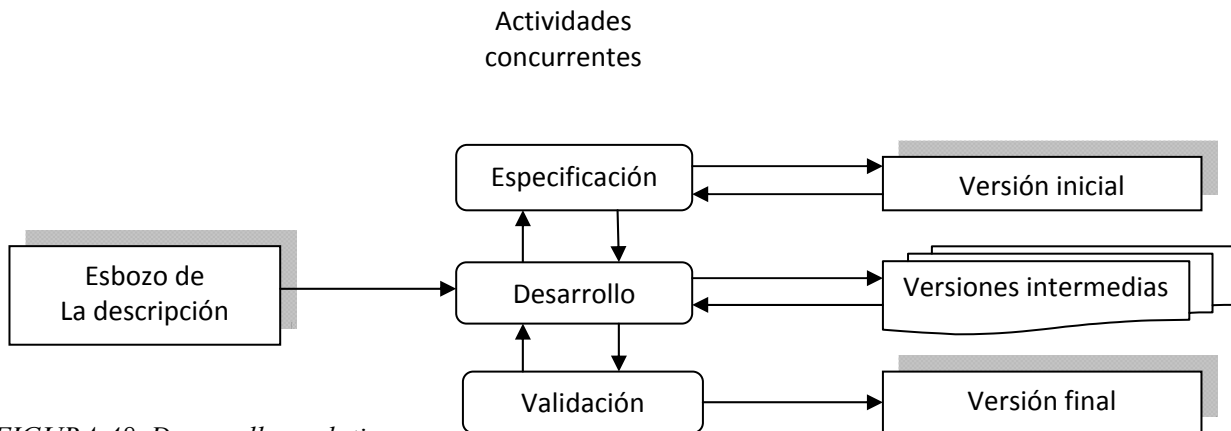 Actividades
concurrentes
Especificación
Versión inicial
Esbozo de
La descripción
Desarrollo
Versiones intermedias
Validación
Versión final